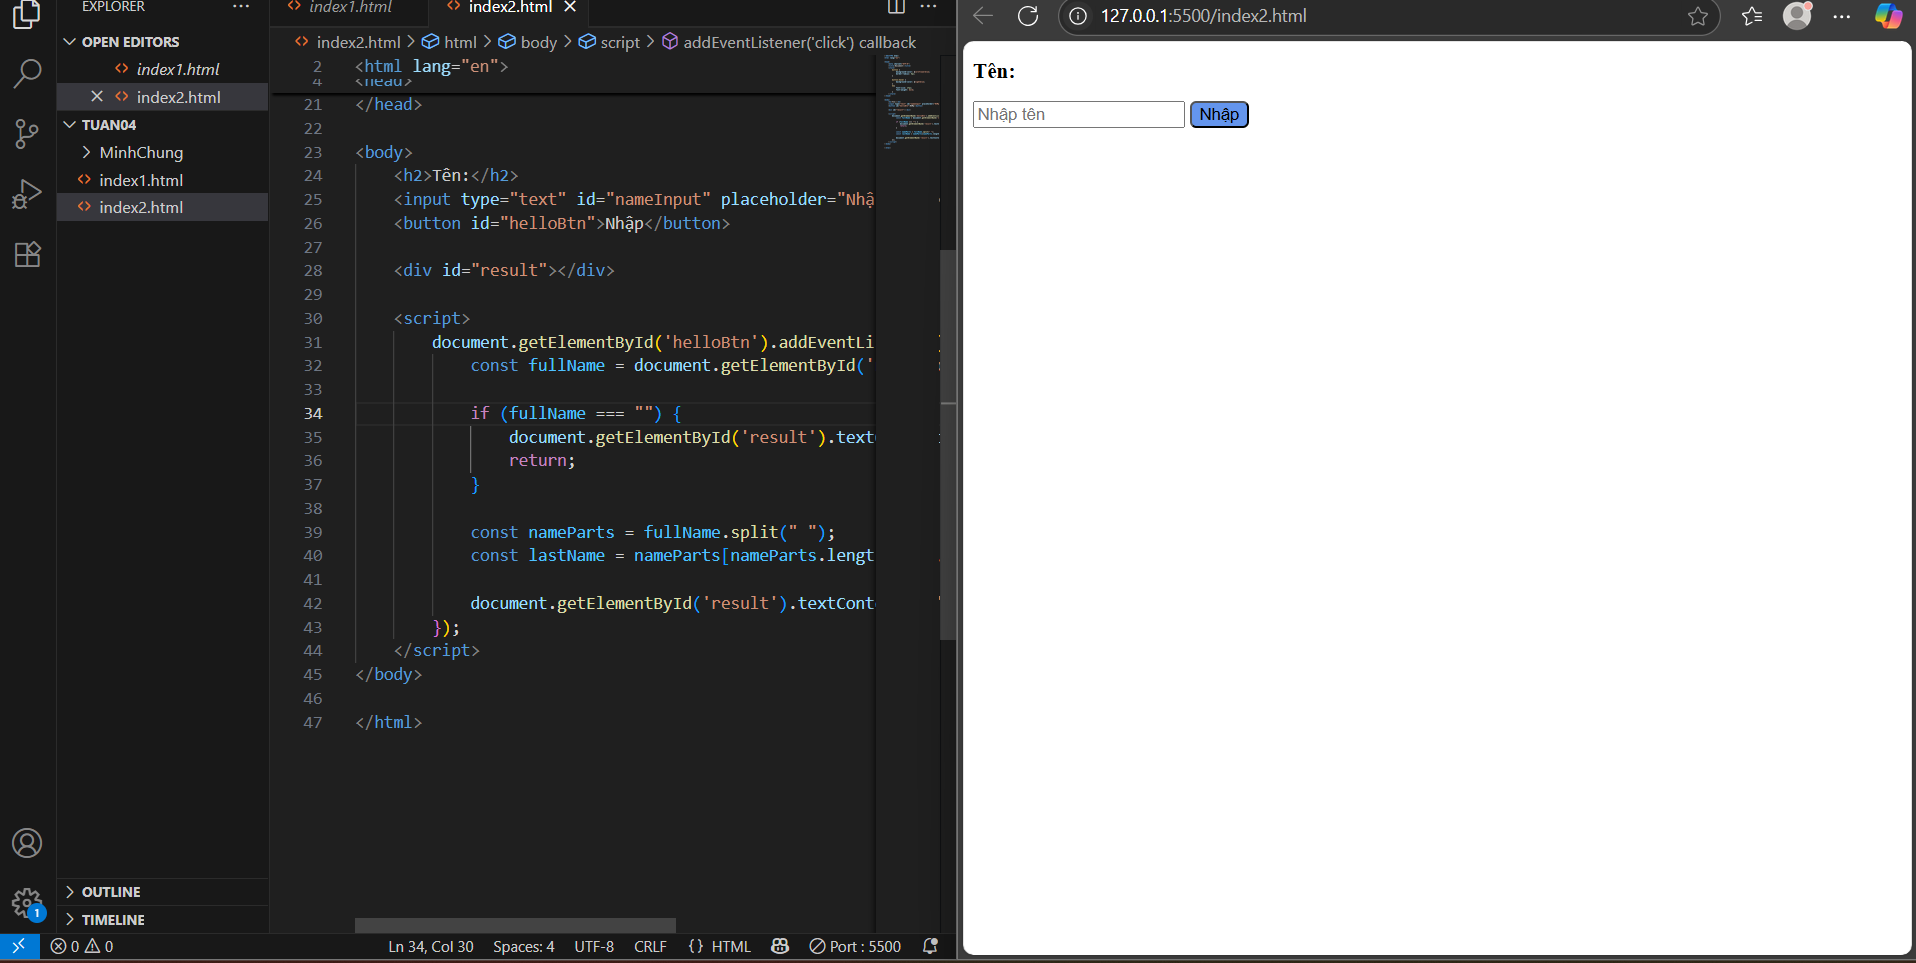 EXPLORER
OPEN EDITORS
index1.html
index2.html
TUAN04
MinhChung
index1.html
index2.html
OUTLINE
TIMELINE
index1.html
index2.html
index2.html > html > body > script > addEventListener('click') callback
2 <html lang="en">
4 <head>
21 </head>
22
23 <body>
24 <h2>Tên:</h2>
25 <input type="text" id="nameInput" placeholder="Nhậ
26 <button id="helloBtn">Nhập</button>
27
28 <div id="result"></div>
29
30 <script>
31 document.getElementById('helloBtn').addEventLi
32 const fullName = document.getElementById('
33
34 if (fullName === "") {
35 document.getElementById('result').text
36 return;
37 }
38
39 const nameParts = fullName.split(" ");
40 const lastName = nameParts[nameParts.lengt
41
42 document.getElementById('result').textCont
43 });
44 </script>
45 </body>
46
47 </html>
1
0 0
Ln 34, Col 30
Spaces: 4
UTF-8
CRLF
{} HTML
Port : 5500
127.0.0.1:5500/index2.html
Tên:
Nhập tên
Nhập